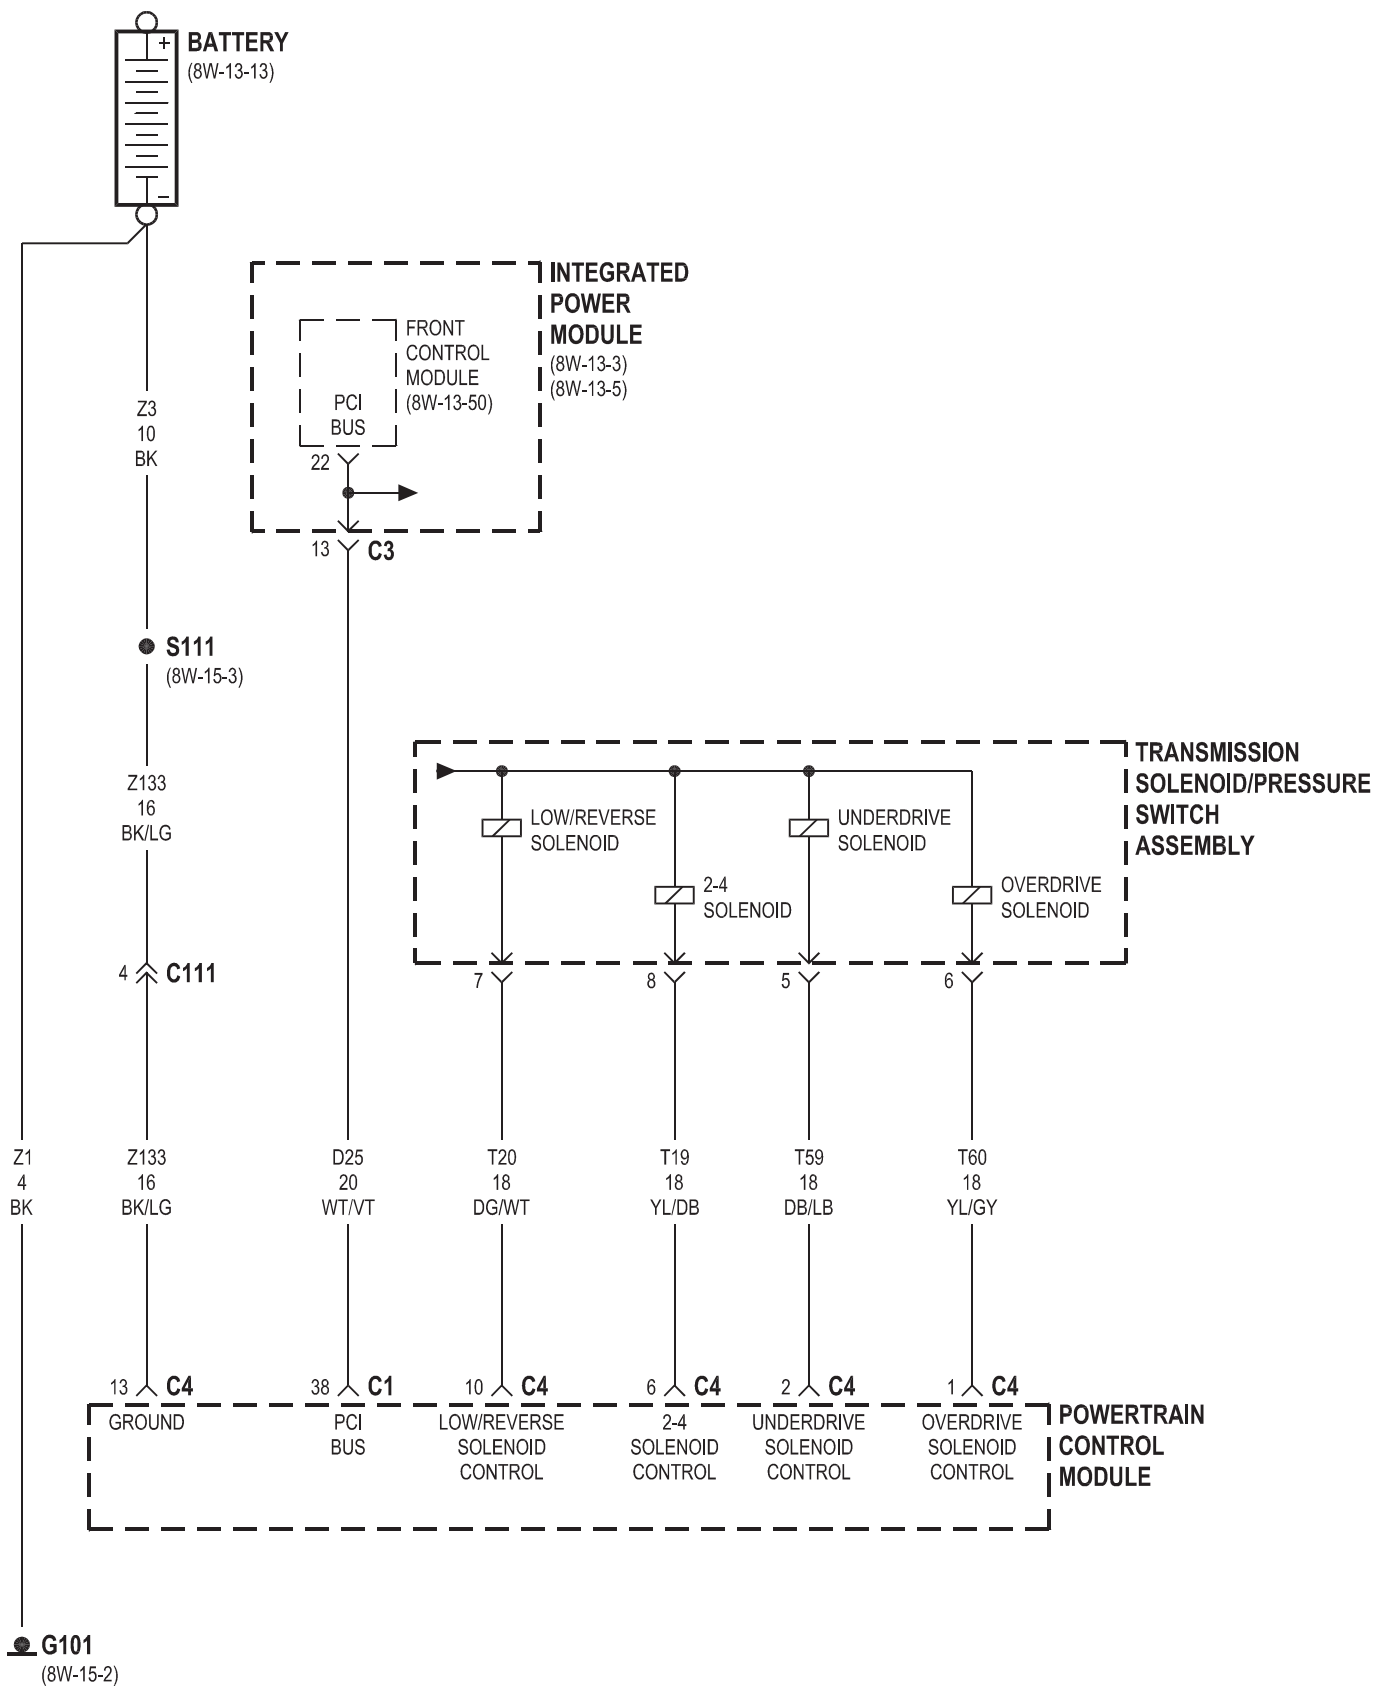 BATTERY
(8W-13-13)
+
–
INTEGRATED
POWER
MODULE
(8W-13-3)
(8W-13-5)
FRONT
CONTROL
MODULE
(8W-13-50)
PCI
BUS
22
13 C3
Z3
10
BK
S111
(8W-15-3)
Z133
16
BK/LG
4 C111
TRANSMISSION
SOLENOID/PRESSURE
SWITCH
ASSEMBLY
LOW/REVERSE
SOLENOID
2-4
SOLENOID
UNDERDRIVE
SOLENOID
OVERDRIVE
SOLENOID
7
8
5
6
Z1
4
BK
Z133
16
BK/LG
D25
20
WT/VT
T20
18
DG/WT
T19
18
YL/DB
T59
18
DB/LB
T60
18
YL/GY
13 C4
GROUND
38 C1
PCI
BUS
10 C4
LOW/REVERSE
SOLENOID
CONTROL
6 C4
2-4
SOLENOID
CONTROL
2 C4
UNDERDRIVE
SOLENOID
CONTROL
1 C4
OVERDRIVE
SOLENOID
CONTROL
POWERTRAIN
CONTROL
MODULE
G101
(8W-15-2)